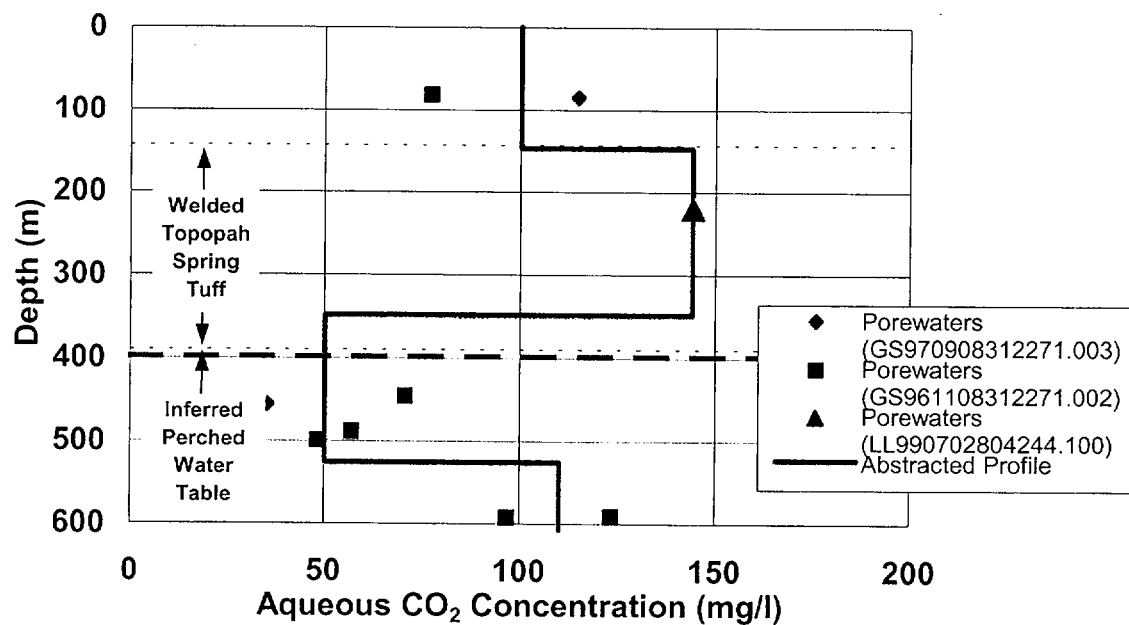 0
100
200
300
400
500
600
Depth (m)
Welded
Topopah
Spring
Tuff
Inferred
Perched
Water
Table
0
50
100
150
200
Aqueous CO₂ Concentration (mg/l)
Porewaters
(GS970908312271.003)
Porewaters
(GS961108312271.002)
Porewaters
(LL990702804244.100)
Abstracted Profile